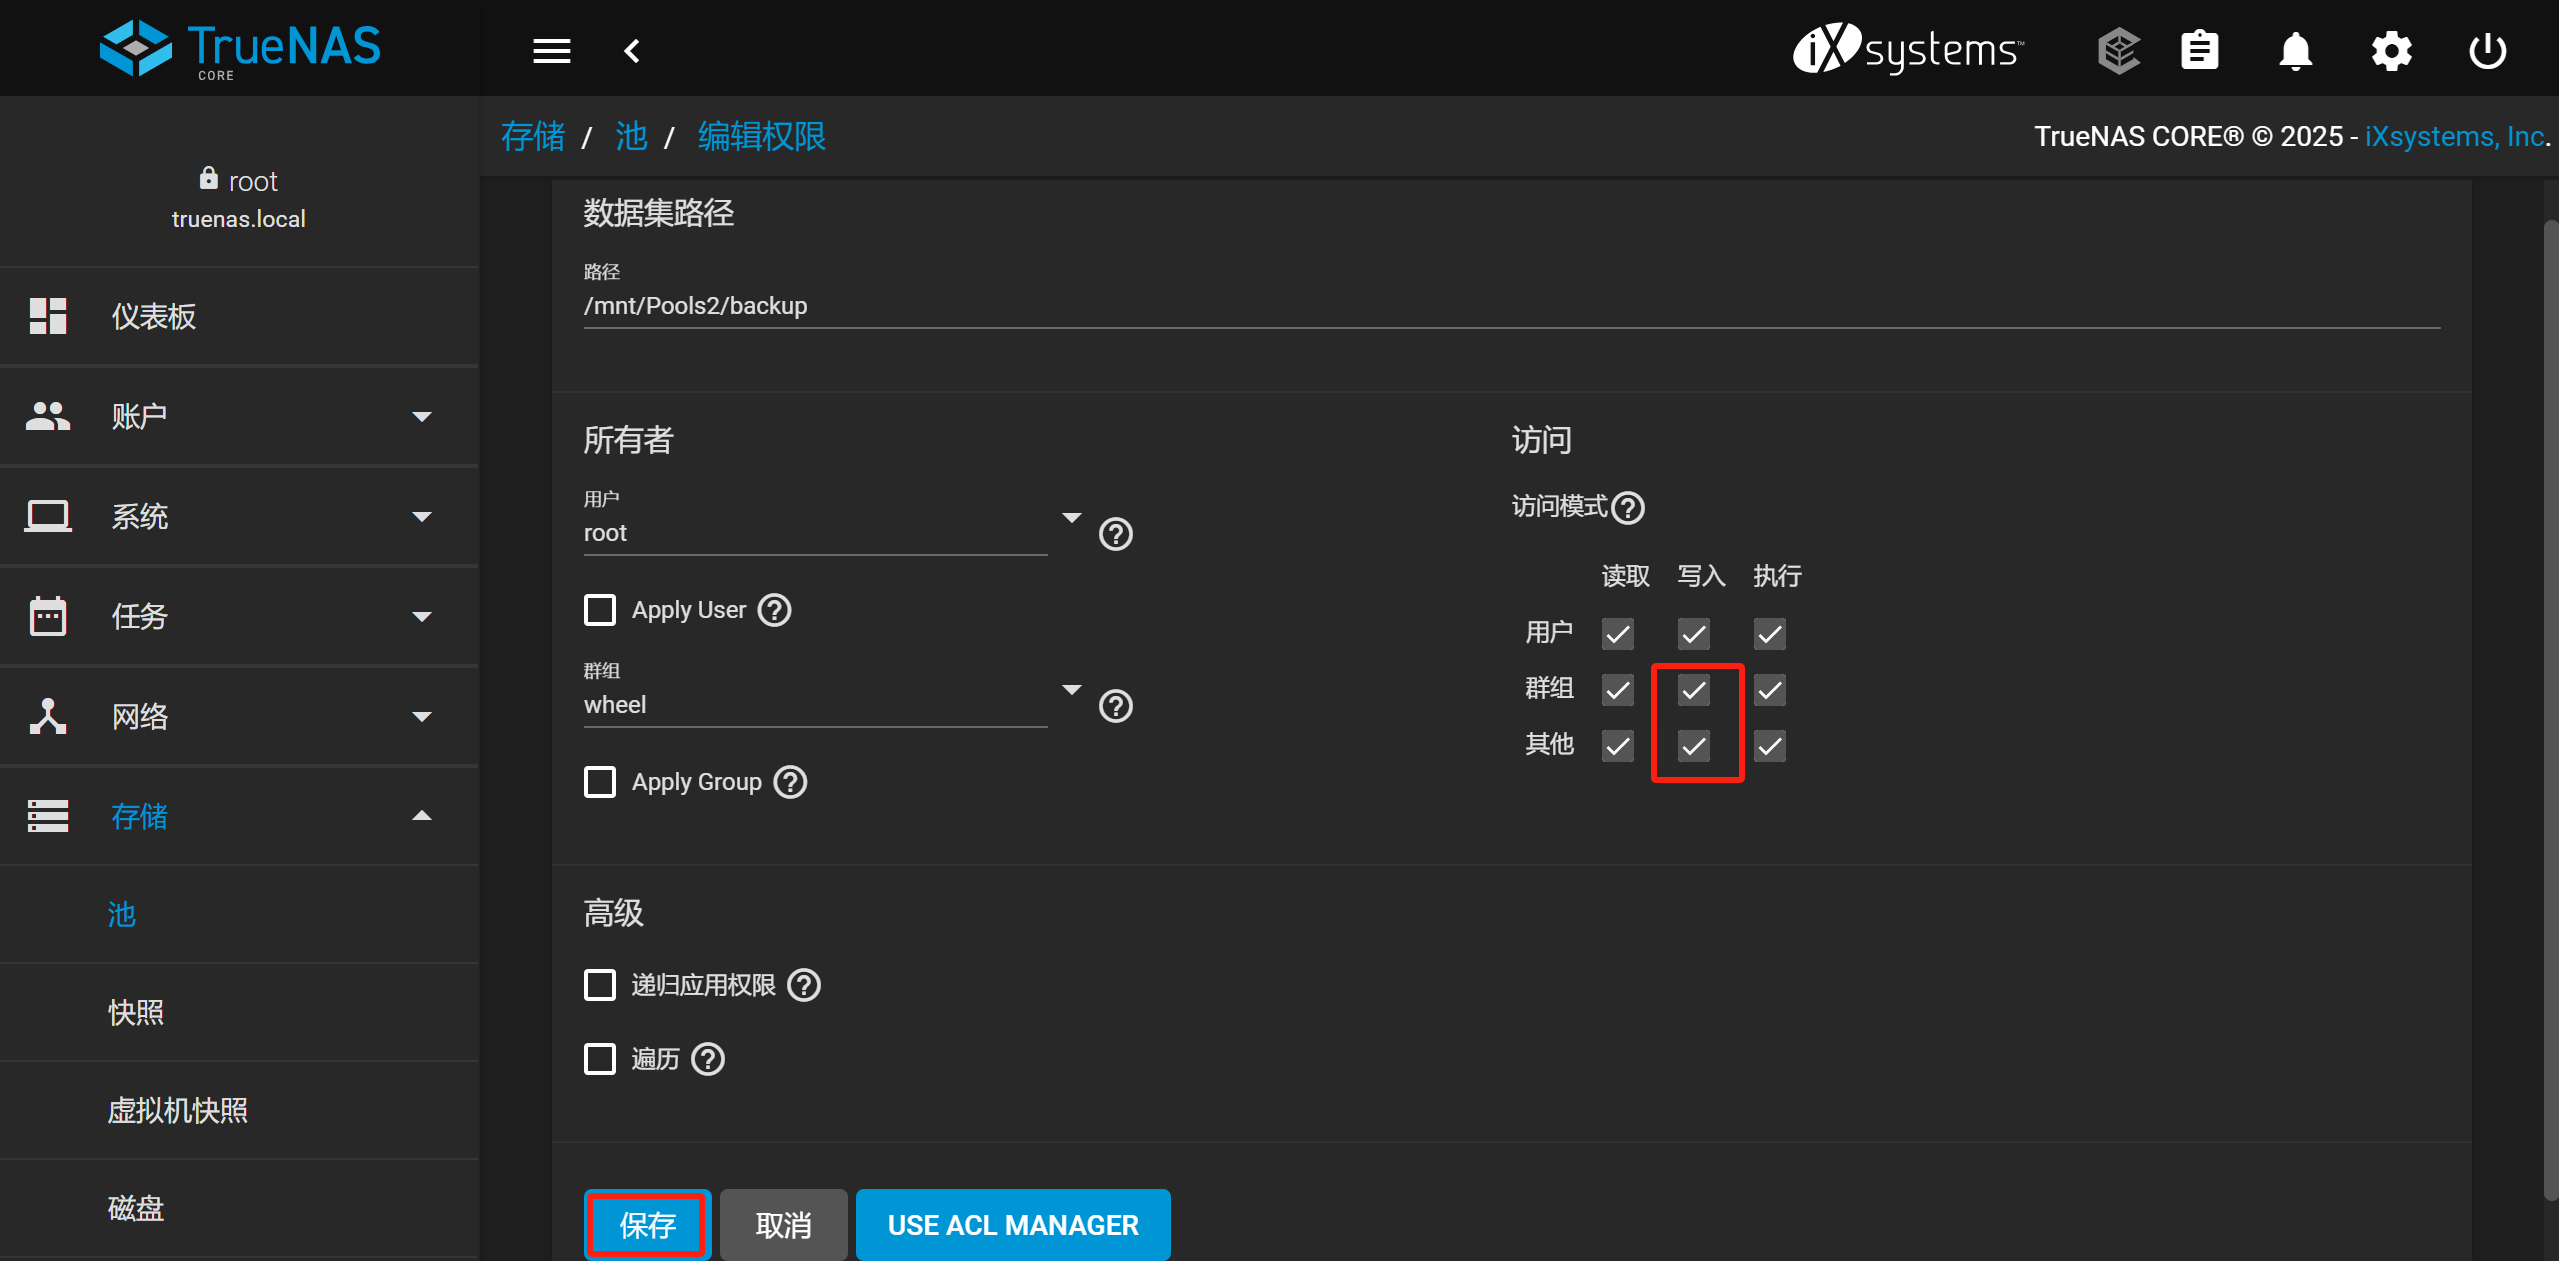 TrueNAS
CORE
iXsystems™
存储 / 池 / 编辑权限
TrueNAS CORE® © 2025 - iXsystems, Inc.
root
truenas.local
仪表板
账户
系统
任务
网络
存储
池
快照
虚拟机快照
磁盘
数据集路径
路径
/mnt/Pools2/backup
所有者
用户
root
Apply User
群组
wheel
Apply Group
访问
访问模式
读取 写入 执行
用户
群组
其他
高级
递归应用权限
遍历
保存 取消 USE ACL MANAGER